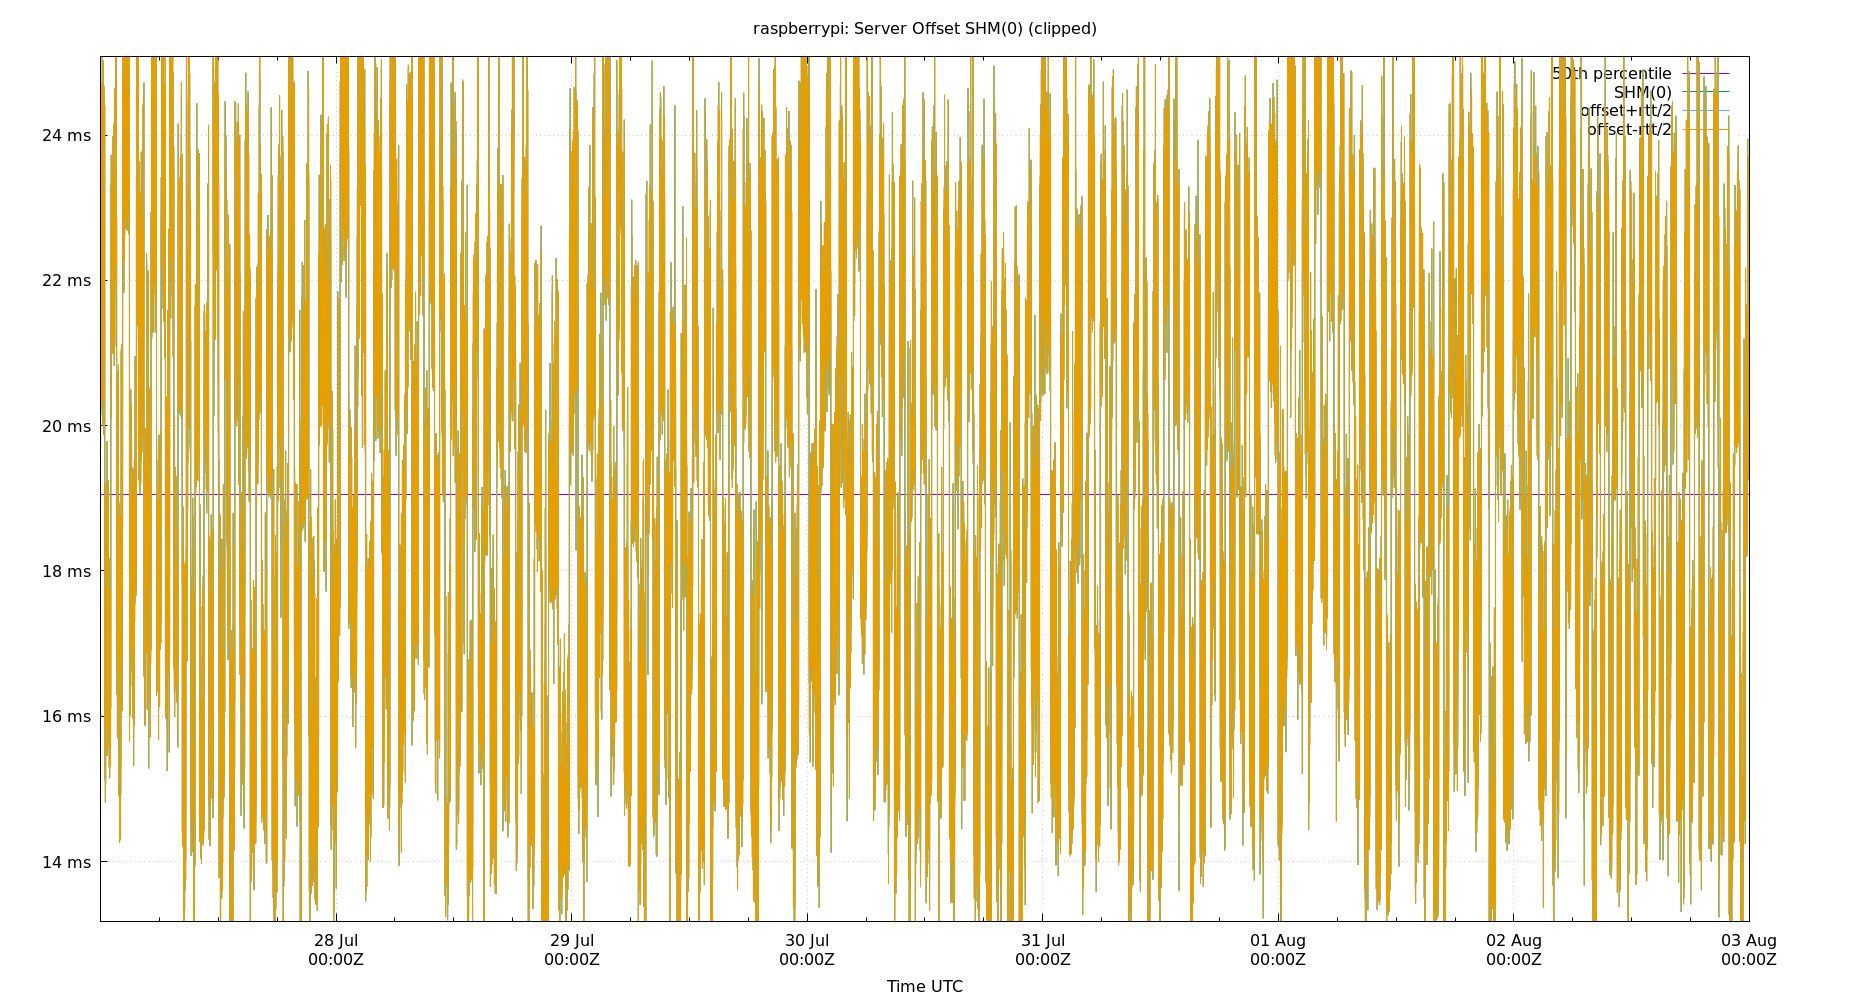 raspberrypi: Server Offset SHM(0) (clipped)
50th percentile
SHM(0)
offset+rtt/2
offset-rtt/2
24 ms
22 ms
20 ms
18 ms
16 ms
14 ms
28 Jul 29 Jul 30 Jul 31 Jul 01 Aug 02 Aug 03 Aug
00:00Z 00:00Z 00:00Z 00:00Z 00:00Z 00:00Z 00:00Z
Time UTC